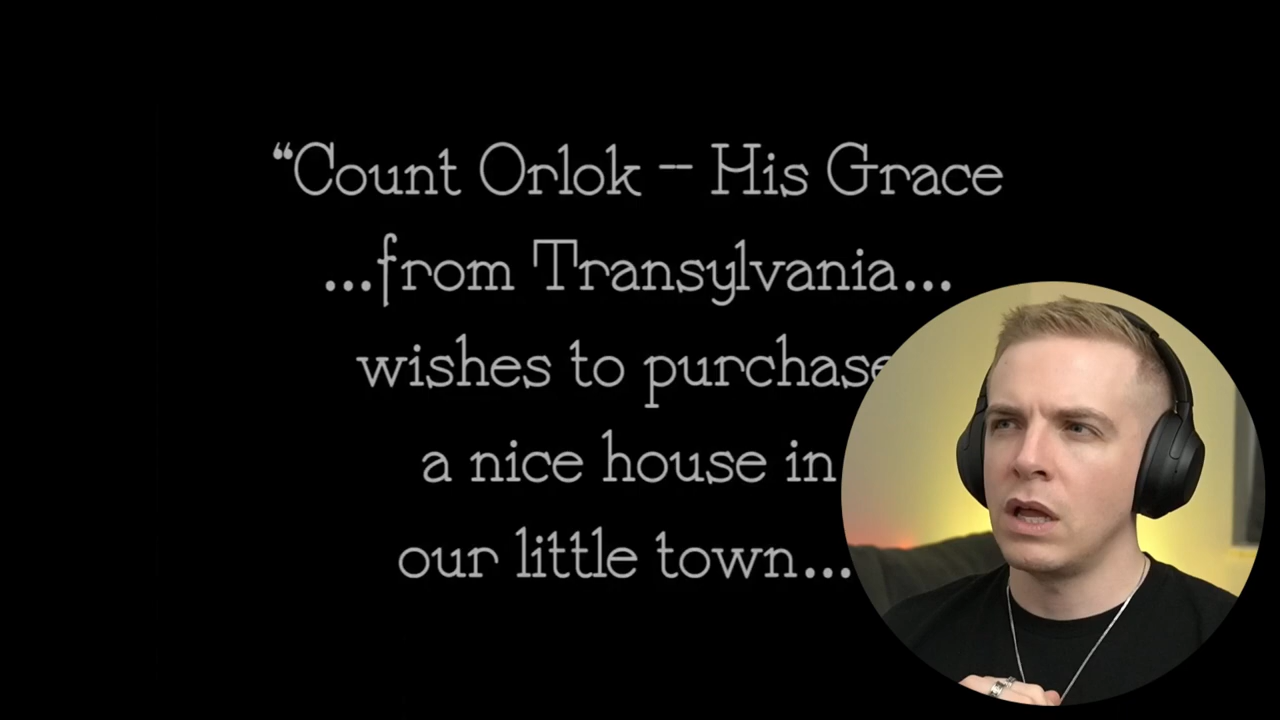 “Count Orlok – His Grace
...from Transylvania...
wishes to purchase
a nice house in
our little town...